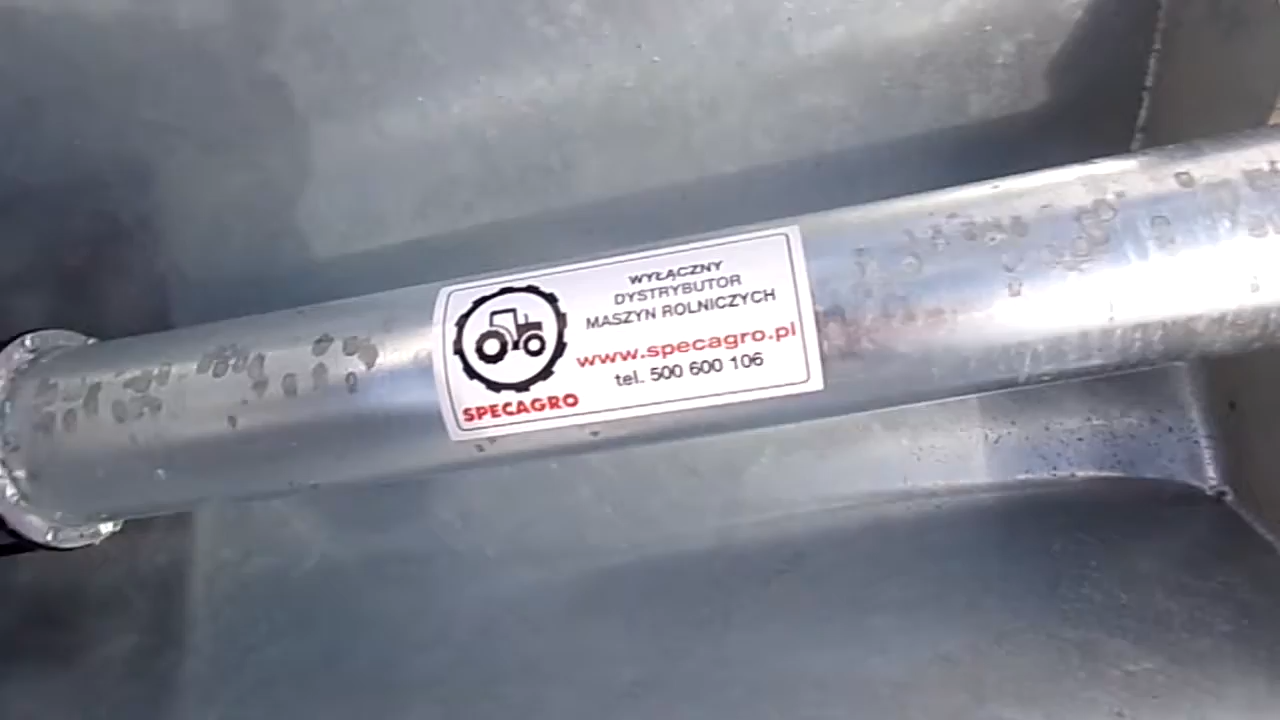 WYŁĄCZNY
DYSTRYBUTOR
MASZYN ROLNICZYCH
www.specagro.pl
tel. 500 600 106
SPECAGRO